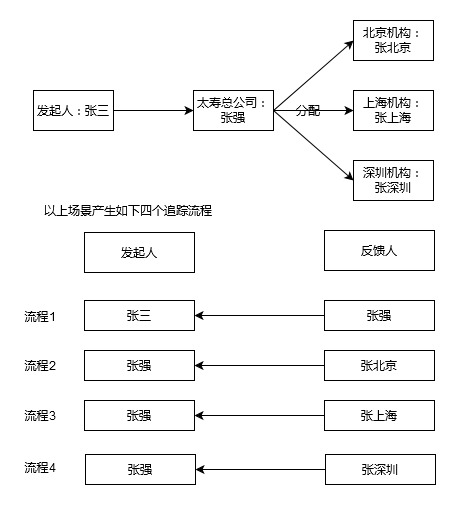 北京机构：
张北京
发起人：张三
太寿总公司：
张强
分配
上海机构：
张上海
深圳机构：
张深圳
以上场景产生如下四个追踪流程
发起人
反馈人
流程1
张三
张强
流程2
张强
张北京
流程3
张强
张上海
流程4
张强
张深圳